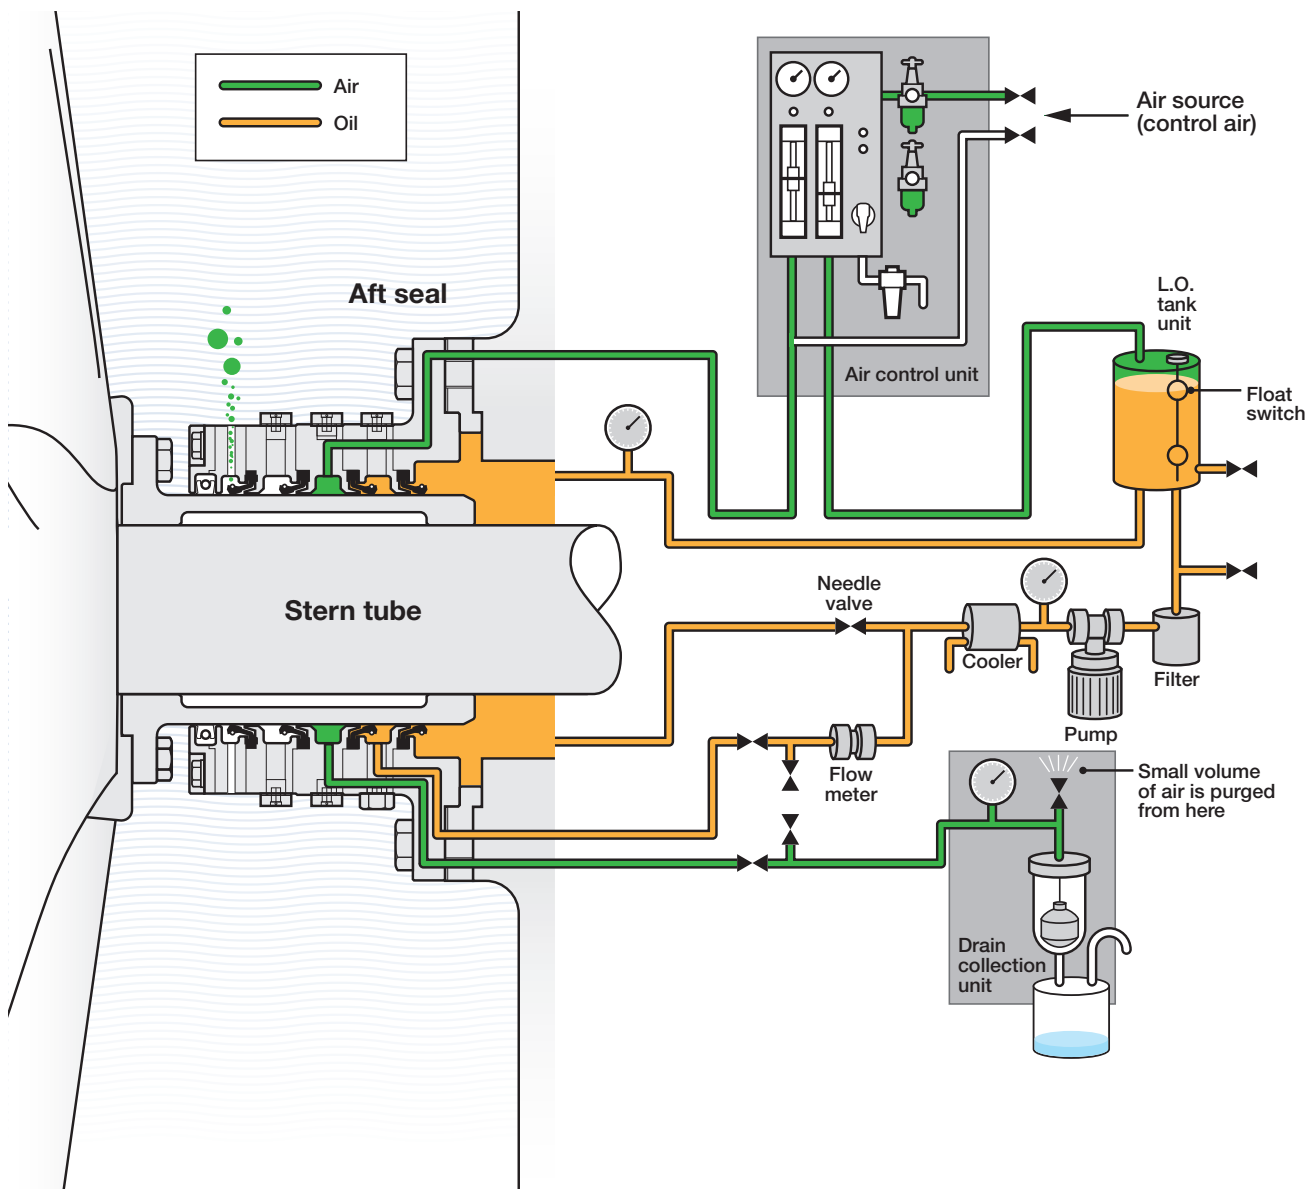 Air
Oil
Air source
(control air)
Aft seal
L.O.
tank
unit
Air control unit
Float
switch
Needle
valve
Stern tube
Cooler
Filter
Pump
Flow
meter
Small volume
of air is purged
from here
Drain
collection
unit